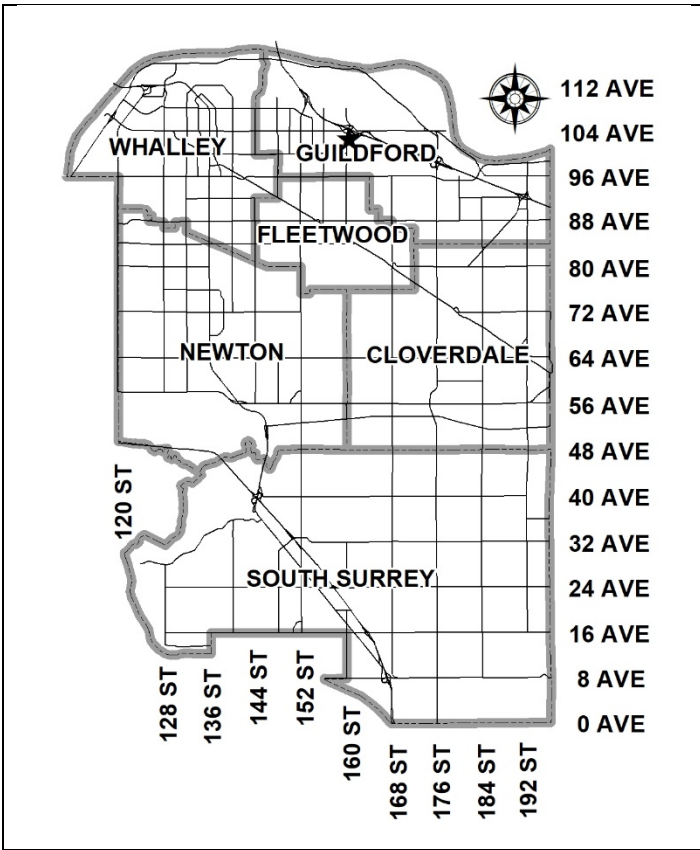 112 AVE
104 AVE
WHALLEY
GUILDFORD
96 AVE
88 AVE
FLEETWOOD
80 AVE
72 AVE
NEWTON
CLOVERDALE
64 AVE
56 AVE
48 AVE
120 ST
40 AVE
32 AVE
SOUTH SURREY
24 AVE
16 AVE
8 AVE
0 AVE
128 ST
136 ST
144 ST
152 ST
160 ST
168 ST
176 ST
184 ST
192 ST